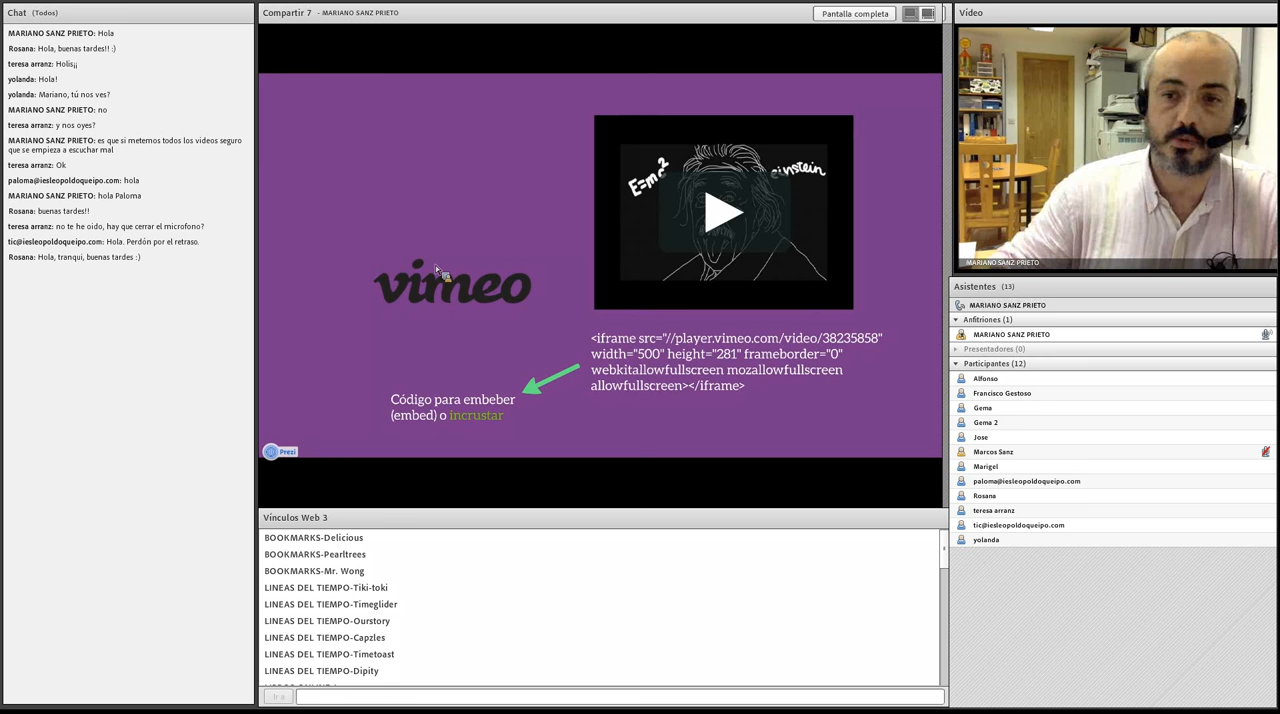 Chat (Todos)
MARIANO SANZ PRIETO: Hola
Rosana: Hola, buenas tardes!! :)
teresa arranz: Holis¡¡
yolanda: Hola!
yolanda: Mariano, tú nos ves?
MARIANO SANZ PRIETO: no
teresa arranz: y nos oyes?
MARIANO SANZ PRIETO: es que si metemos todos los videos seguro
que se empieza a escuchar mal
teresa arranz: Ok
paloma@iesleopoldoqueipo.com: hola
MARIANO SANZ PRIETO: hola Paloma
Rosana: buenas tardes!!
teresa arranz: no te he oido, hay que cerrar el microfono?
tic@iesleopoldoqueipo.com: Hola. Perdón por el retraso.
Rosana: Hola, tranqui, buenas tardes :)
Compartir 7 - MARIANO SANZ PRIETO
Pantalla completa
E=mc²
einstein
vimeo
<iframe src="//player.vimeo.com/video/38235858"
width="500" height="281" frameborder="0"
webkitallowfullscreen mozallowfullscreen
allowfullscreen></iframe>
Código para embeber
(embed) o incrustar
Prezi
Vínculos Web 3
BOOKMARKS-Delicious
BOOKMARKS-Pearltrees
BOOKMARKS-Mr. Wong
LINEAS DEL TIEMPO-Tiki-toki
LINEAS DEL TIEMPO-Timeglider
LINEAS DEL TIEMPO-Ourstory
LINEAS DEL TIEMPO-Capzles
LINEAS DEL TIEMPO-Timetoast
LINEAS DEL TIEMPO-Dipity
Ir a
Vídeo
MARIANO SANZ PRIETO
Asistentes (13)
MARIANO SANZ PRIETO
Anfitriones (1)
MARIANO SANZ PRIETO
Presentadores (0)
Participantes (12)
Alfonso
Francisco Gestoso
Gema
Gema 2
Jose
Marcos Sanz
Marigel
paloma@iesleopoldoqueipo.com
Rosana
teresa arranz
tic@iesleopoldoqueipo.com
yolanda